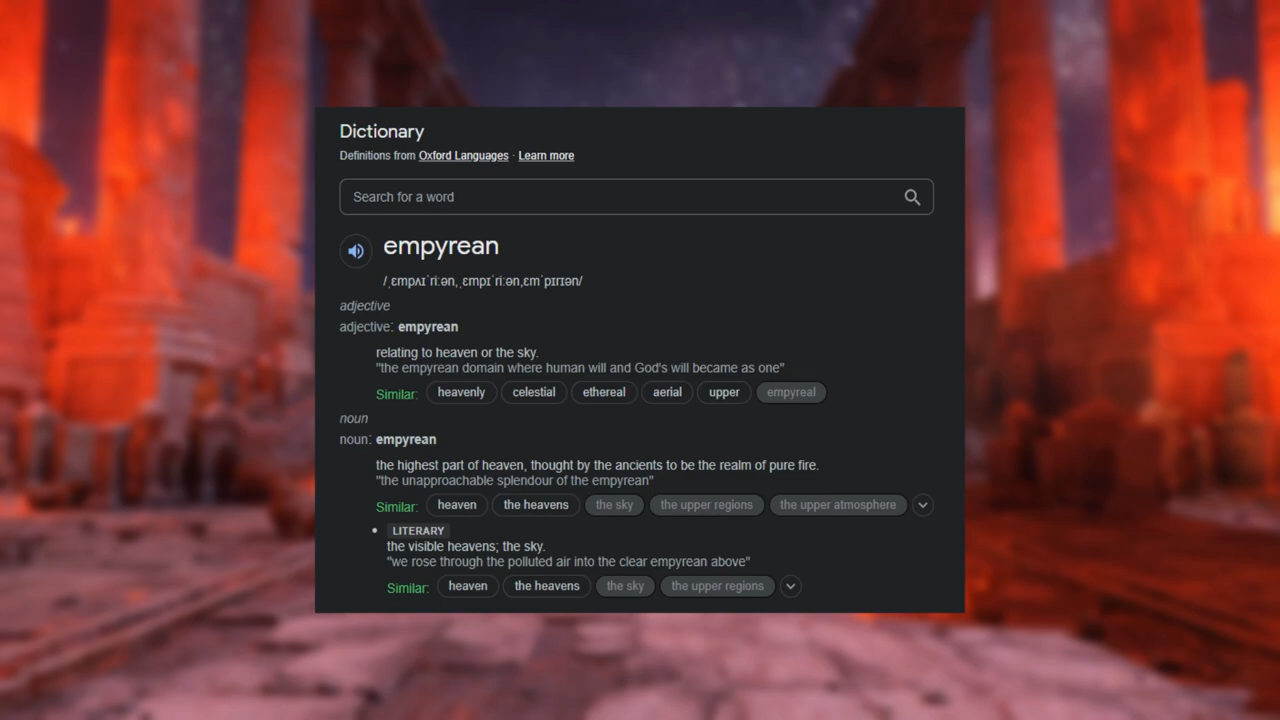 Dictionary
Definitions from Oxford Languages · Learn more
Search for a word
empyrean
/ˌɛmpʌɪˈriːən,ˌɛmpɪˈriːən,ɛmˈpɪrɪən/
adjective
adjective: empyrean
relating to heaven or the sky.
"the empyrean domain where human will and God's will became as one"
Similar: heavenly celestial ethereal aerial upper empyreal
noun
noun: empyrean
the highest part of heaven, thought by the ancients to be the realm of pure fire.
"the unapproachable splendour of the empyrean"
Similar: heaven the heavens the sky the upper regions the upper atmosphere
• LITERARY
the visible heavens; the sky.
"we rose through the polluted air into the clear empyrean above"
Similar: heaven the heavens the sky the upper regions